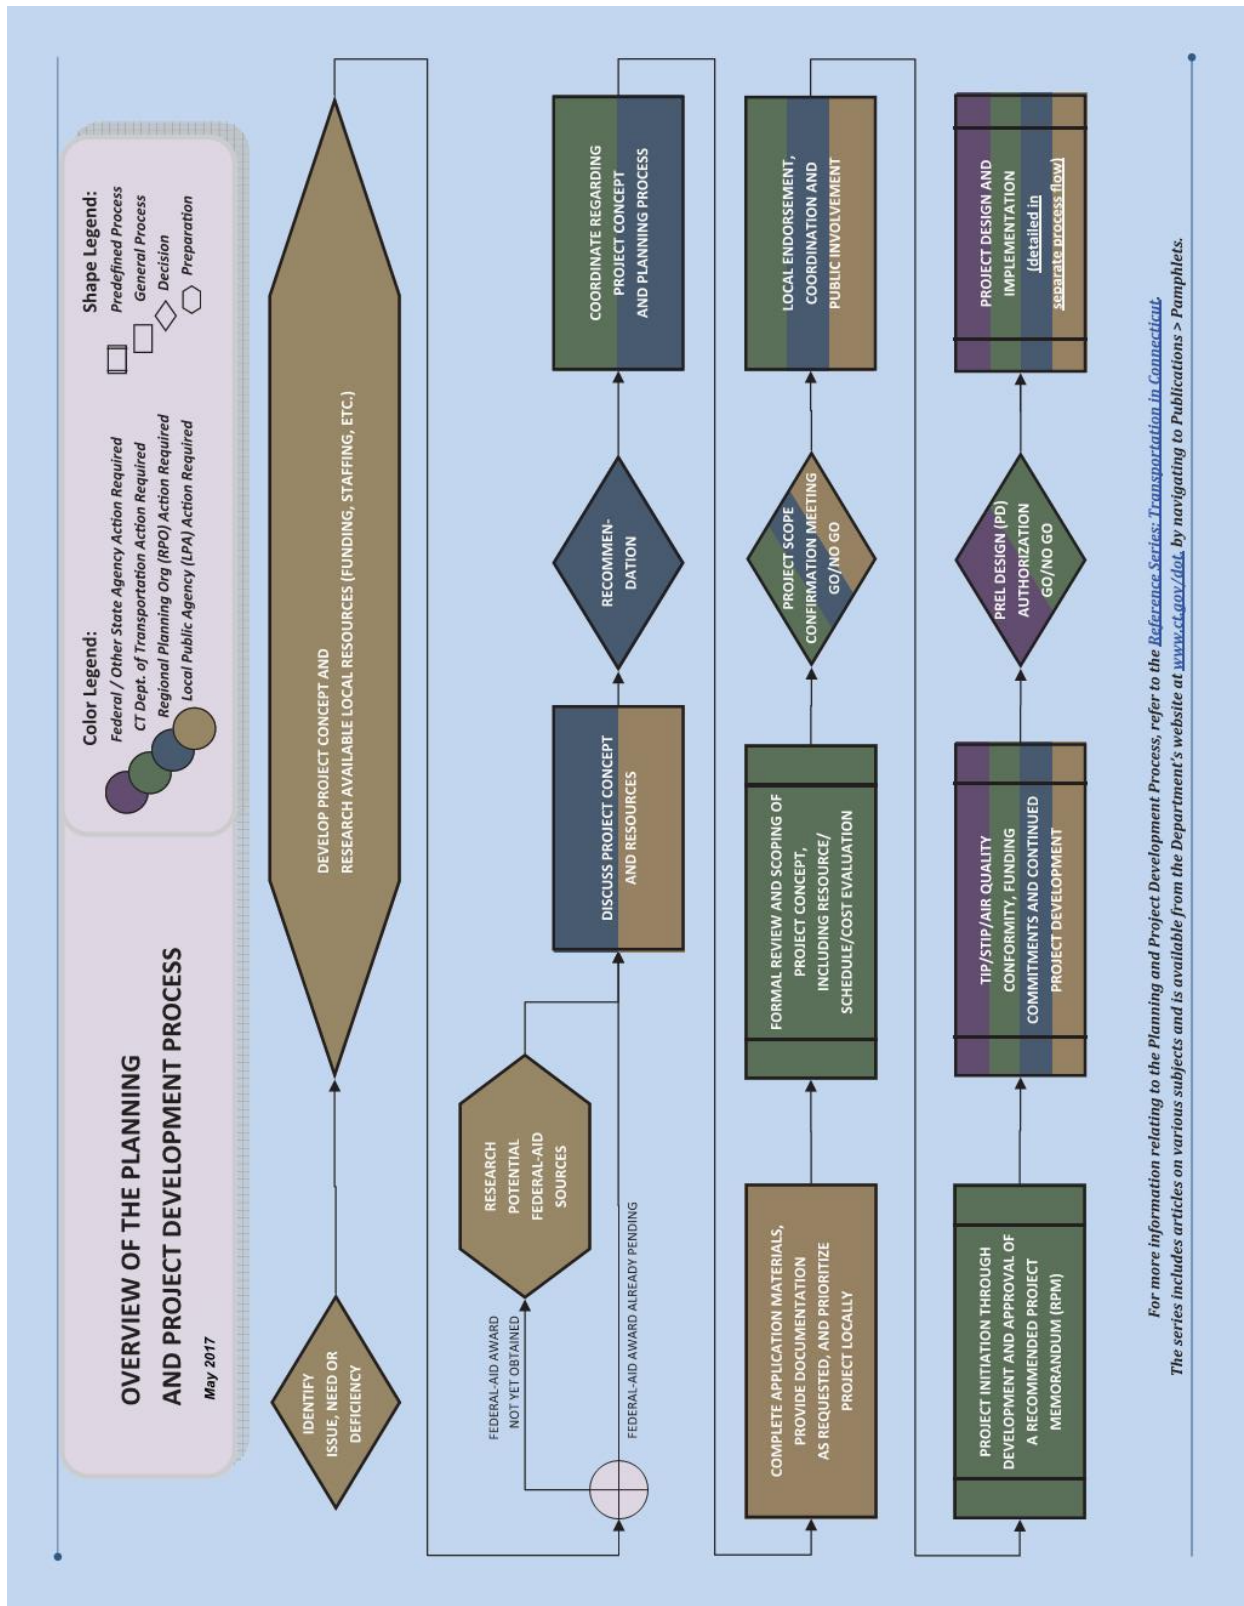 OVERVIEW OF THE PLANNING
AND PROJECT DEVELOPMENT PROCESS
May 2017
Color Legend:
Federal / Other State Agency Action Required
CT Dept. of Transportation Action Required
Regional Planning Org (RPO) Action Required
Local Public Agency (LPA) Action Required
Shape Legend:
Predefined Process
General Process
Decision
Preparation
IDENTIFY
ISSUE, NEED OR
DEFICIENCY
DEVELOP PROJECT CONCEPT AND
RESEARCH AVAILABLE LOCAL RESOURCES (FUNDING, STAFFING, ETC.)
FEDERAL-AID AWARD
NOT YET OBTAINED
RESEARCH
POTENTIAL
FEDERAL-AID
SOURCES
FEDERAL-AID AWARD ALREADY PENDING
DISCUSS PROJECT CONCEPT
AND RESOURCES
RECOMMEN-
DATION
COORDINATE REGARDING
PROJECT CONCEPT
AND PLANNING PROCESS
COMPLETE APPLICATION MATERIALS,
PROVIDE DOCUMENTATION
AS REQUESTED, AND PRIORITIZE
PROJECT LOCALLY
FORMAL REVIEW AND SCOPING OF
PROJECT CONCEPT,
INCLUDING RESOURCE/
SCHEDULE/COST EVALUATION
PROJECT SCOPE
CONFIRMATION MEETING
GO/NO GO
LOCAL ENDORSEMENT,
COORDINATION AND
PUBLIC INVOLVEMENT
PROJECT INITIATION THROUGH
DEVELOPMENT AND APPROVAL OF
A RECOMMENDED PROJECT
MEMORANDUM (RPM)
TIP/STIP/AIR QUALITY
CONFORMITY, FUNDING
COMMITMENTS AND CONTINUED
PROJECT DEVELOPMENT
PREL DESIGN (PD)
AUTHORIZATION
GO/NO GO
PROJECT DESIGN AND
IMPLEMENTATION
(detailed in
separate process flow)
For more information relating to the Planning and Project Development Process, refer to the Reference Series: Transportation in Connecticut.
The series includes articles on various subjects and is available from the Department's website at www.ct.gov/dot, by navigating to Publications > Pamphlets.